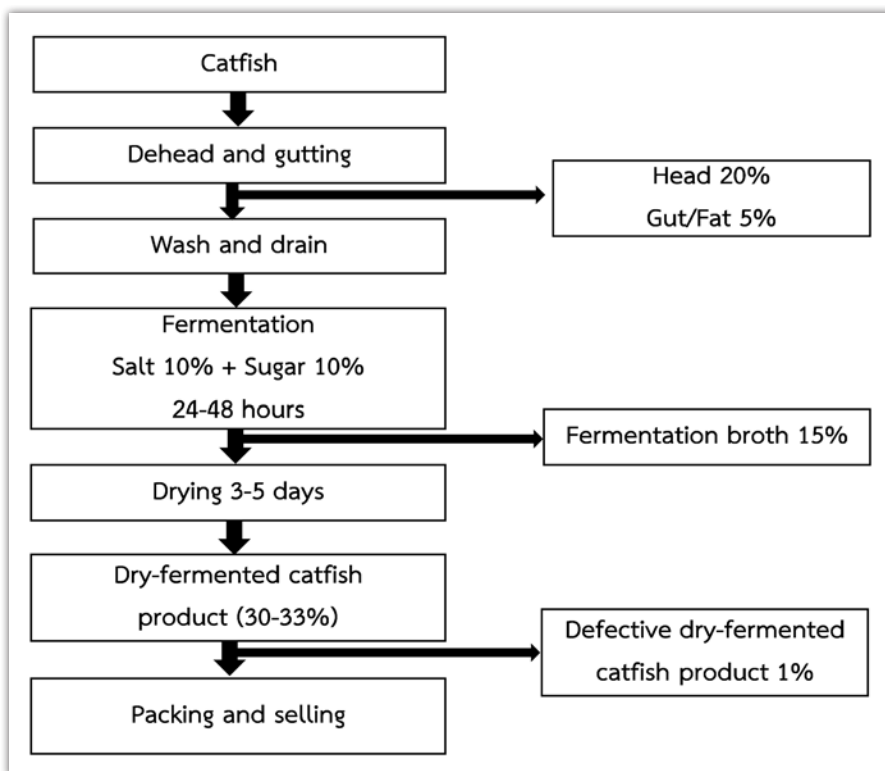 Catfish
Dehead and gutting
Head 20%
Gut/Fat 5%
Wash and drain
Fermentation
Salt 10% + Sugar 10%
24-48 hours
Fermentation broth 15%
Drying 3-5 days
Dry-fermented catfish
product (30-33%)
Defective dry-fermented
catfish product 1%
Packing and selling